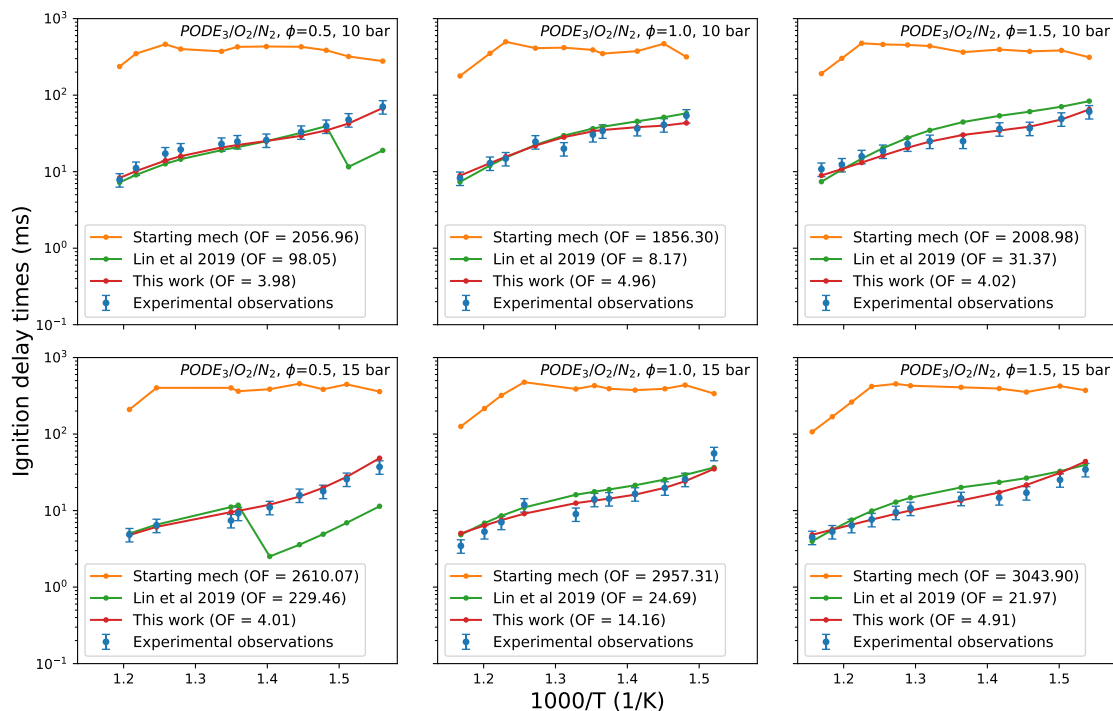 PODE₃/O₂/N₂, ϕ=0.5, 10 bar
10³
10²
10¹
10⁰
10⁻¹
Starting mech (OF = 2056.96)
Lin et al 2019 (OF = 98.05)
This work (OF = 3.98)
Experimental observations
PODE₃/O₂/N₂, ϕ=1.0, 10 bar
Starting mech (OF = 1856.30)
Lin et al 2019 (OF = 8.17)
This work (OF = 4.96)
Experimental observations
PODE₃/O₂/N₂, ϕ=1.5, 10 bar
Starting mech (OF = 2008.98)
Lin et al 2019 (OF = 31.37)
This work (OF = 4.02)
Experimental observations
Ignition delay times (ms)
PODE₃/O₂/N₂, ϕ=0.5, 15 bar
10³
10²
10¹
10⁰
10⁻¹
Starting mech (OF = 2610.07)
Lin et al 2019 (OF = 229.46)
This work (OF = 4.01)
Experimental observations
1.2 1.3 1.4 1.5
PODE₃/O₂/N₂, ϕ=1.0, 15 bar
Starting mech (OF = 2957.31)
Lin et al 2019 (OF = 24.69)
This work (OF = 14.16)
Experimental observations
1.2 1.3 1.4 1.5
PODE₃/O₂/N₂, ϕ=1.5, 15 bar
Starting mech (OF = 3043.90)
Lin et al 2019 (OF = 21.97)
This work (OF = 4.91)
Experimental observations
1.2 1.3 1.4 1.5
1000/T (1/K)